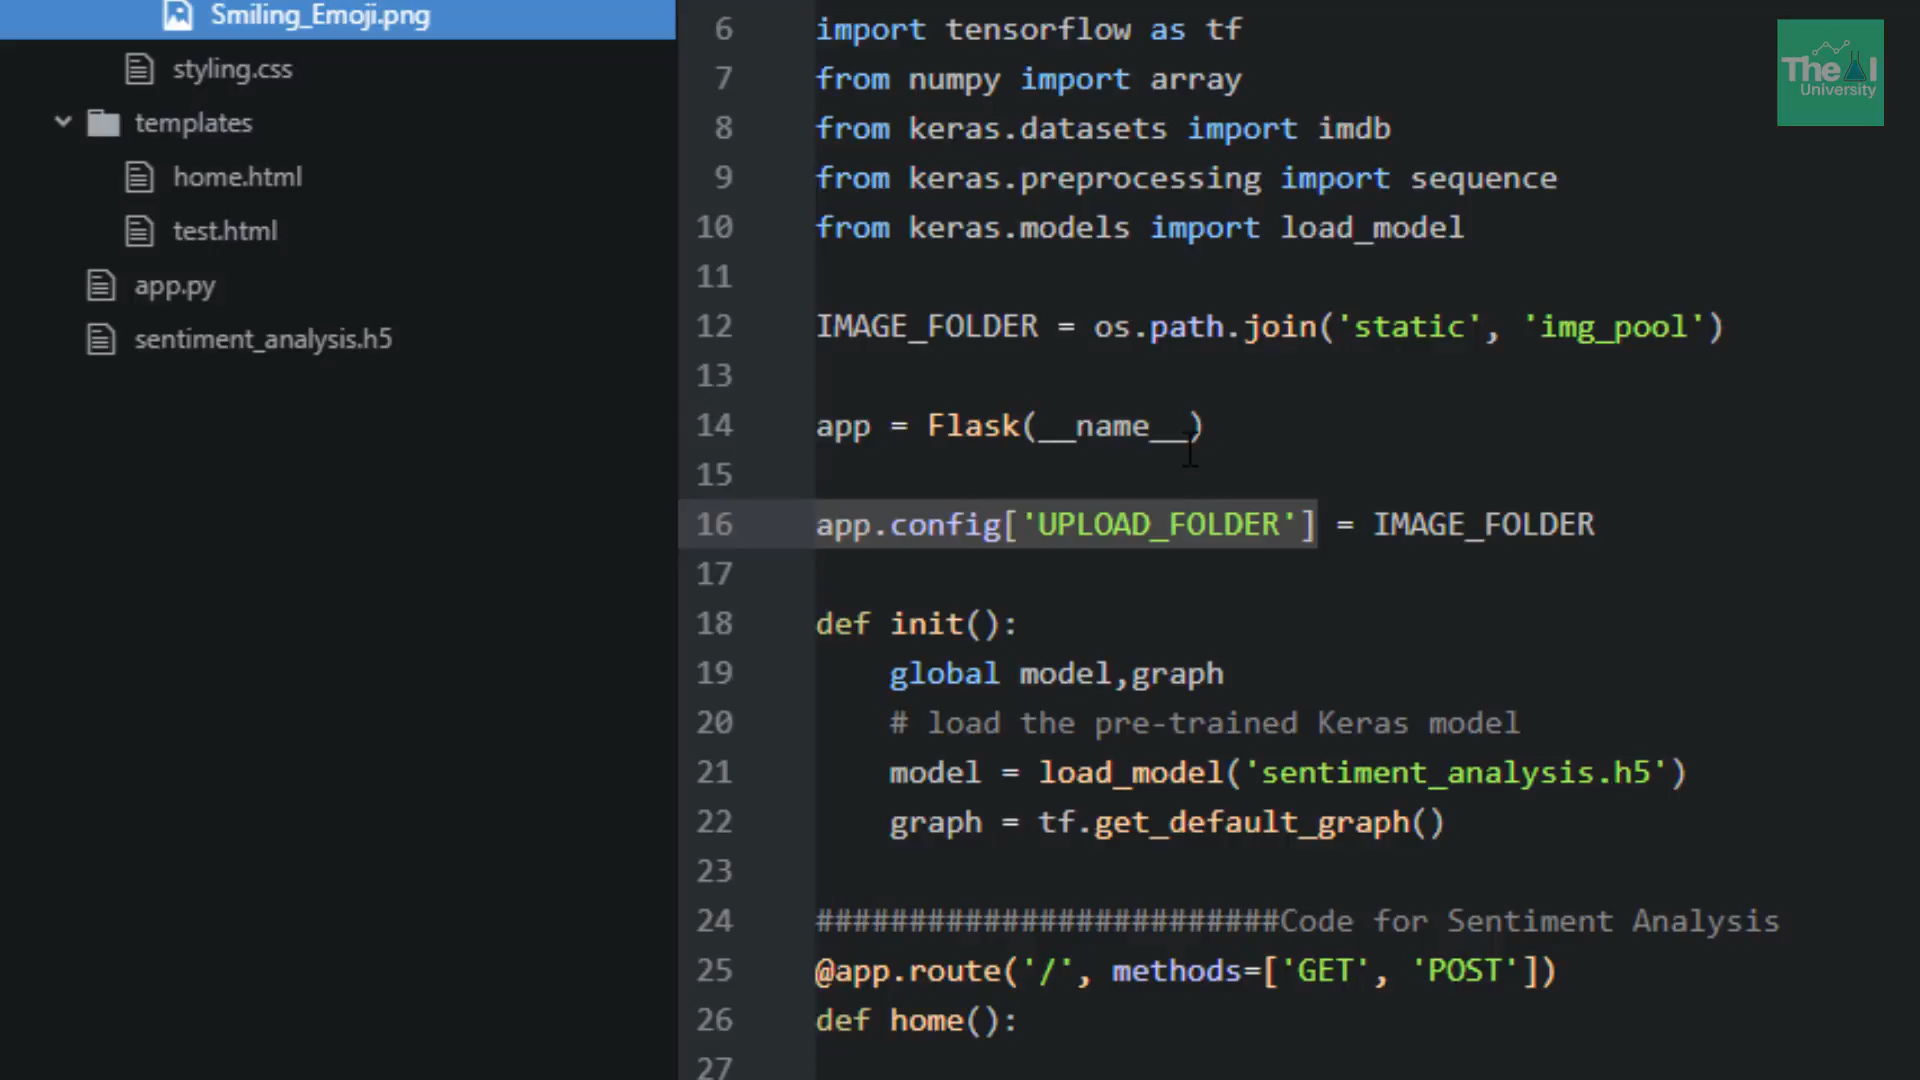 Smiling_Emoji.png
styling.css
templates
home.html
test.html
app.py
sentiment_analysis.h5
6 import tensorflow as tf
7 from numpy import array
8 from keras.datasets import imdb
9 from keras.preprocessing import sequence
10 from keras.models import load_model
11
12 IMAGE_FOLDER = os.path.join('static', 'img_pool')
13
14 app = Flask(__name__)
15
16 app.config['UPLOAD_FOLDER'] = IMAGE_FOLDER
17
18 def init():
19 global model,graph
20 # load the pre-trained Keras model
21 model = load_model('sentiment_analysis.h5')
22 graph = tf.get_default_graph()
23
24 #########################Code for Sentiment Analysis
25 @app.route('/', methods=['GET', 'POST'])
26 def home():
27
The AI
University